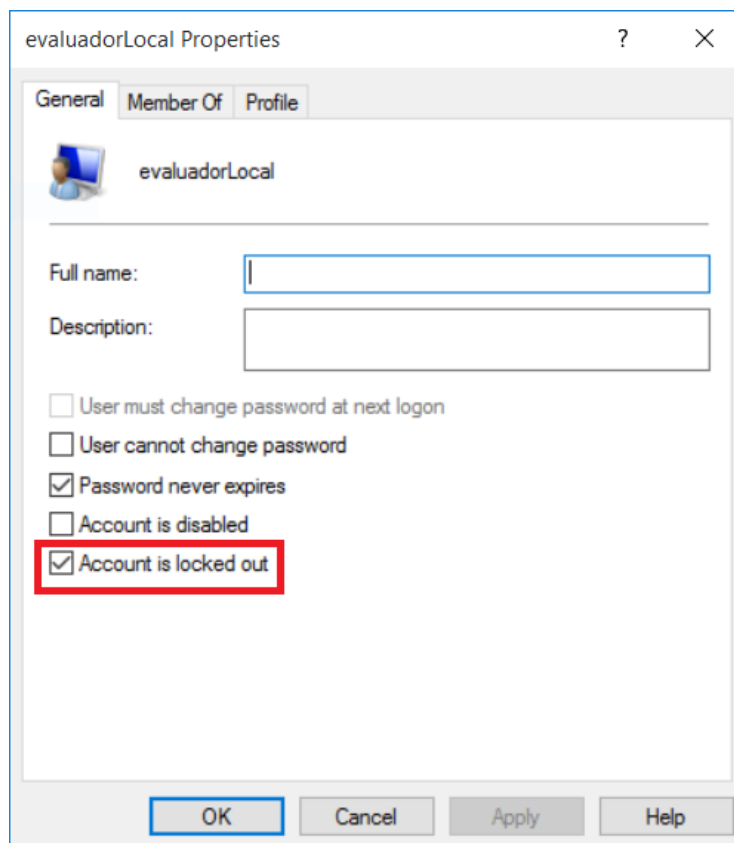 evaluadorLocal Properties ?
General Member Of Profile
evaluadorLocal
Full name:
Description:
User must change password at next logon
User cannot change password
Password never expires
Account is disabled
Account is locked out
OK Cancel Apply Help